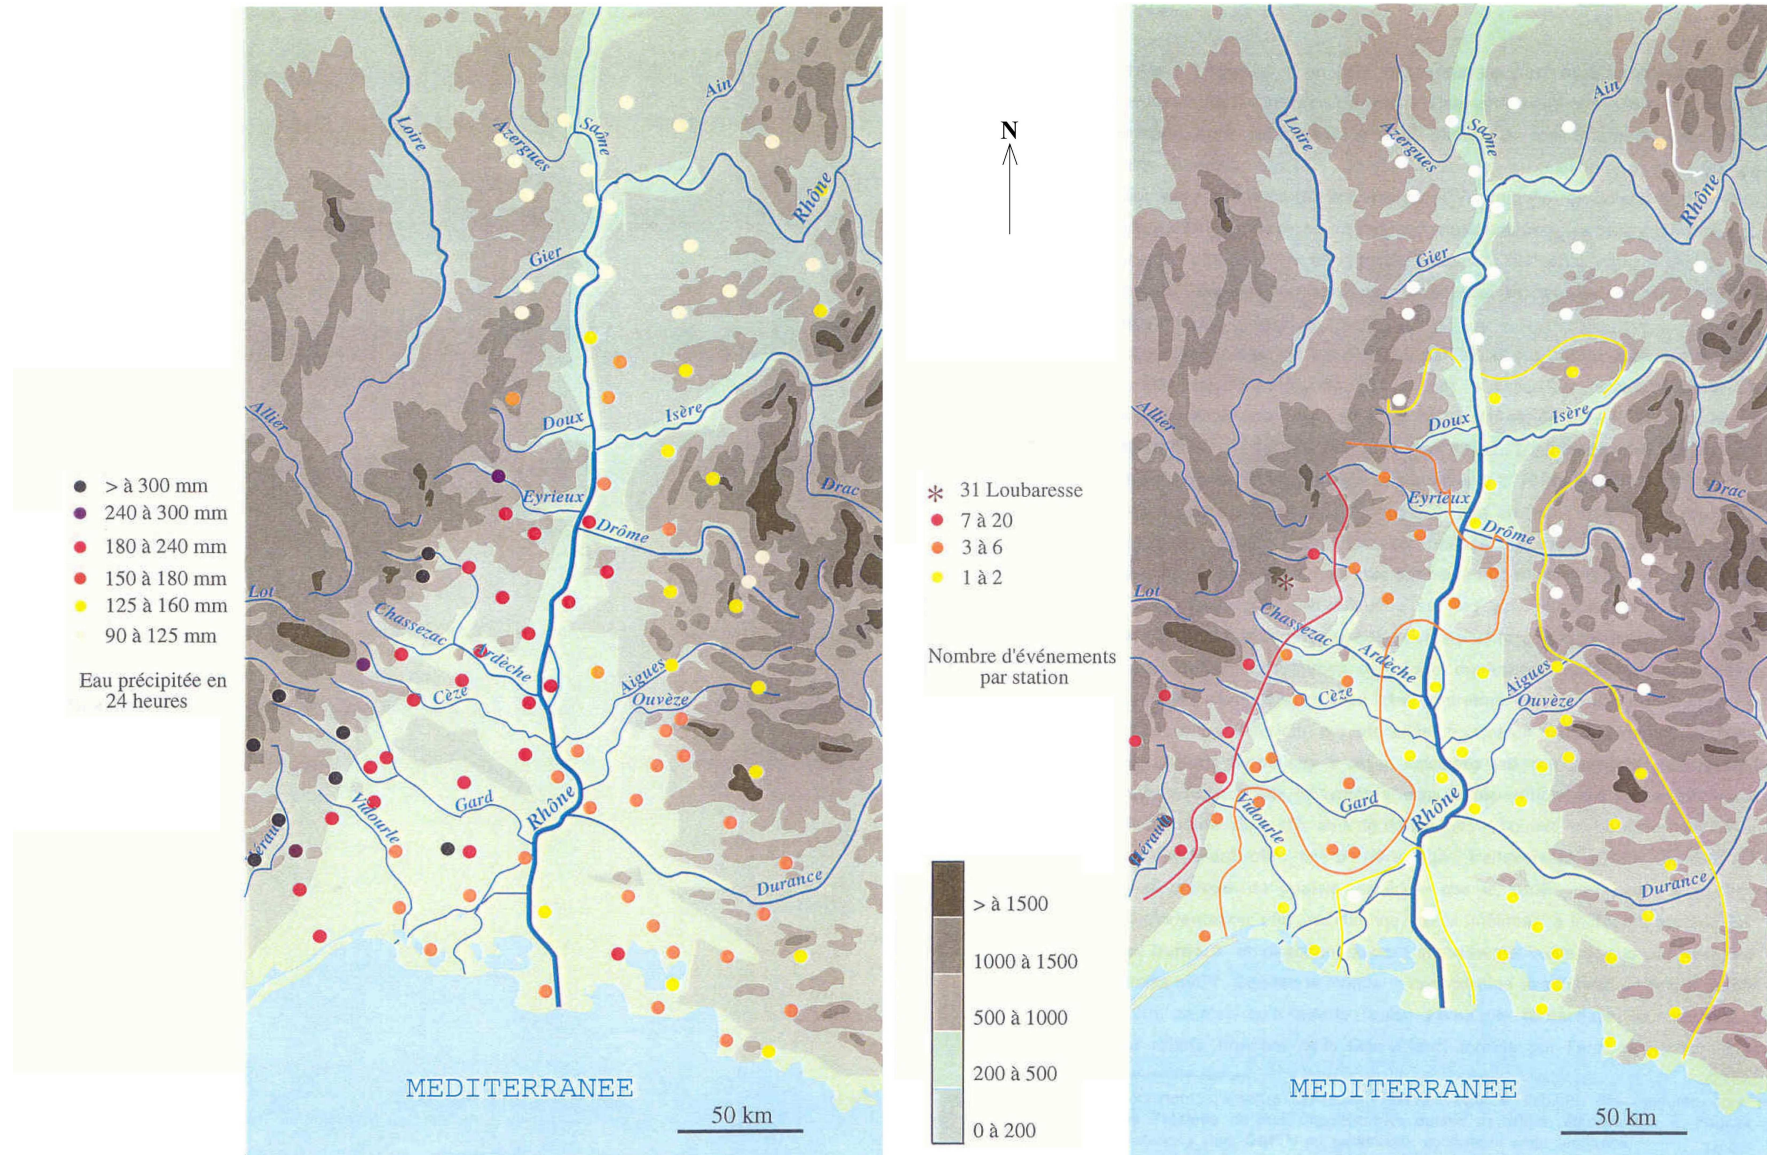 Ain
Loire
Azergues
Saône
Rhône
Gier
Allier
Doux
Isère
Drac
Eyrieux
Drôme
Lot
Chassezac
Ardèche
Cèze
Aigues
Ouvèze
Gard
Rhône
Vidourle
Hérault
Durance
MEDITERRANEE
50 km
> à 300 mm
240 à 300 mm
180 à 240 mm
150 à 180 mm
125 à 160 mm
90 à 125 mm
Eau précipitée en
24 heures
N
31 Loubaresse
7 à 20
3 à 6
1 à 2
Nombre d'événements
par station
> à 1500
1000 à 1500
500 à 1000
200 à 500
0 à 200
Ain
Loire
Azergues
Saône
Rhône
Gier
Allier
Doux
Isère
Drac
Eyrieux
Drôme
Lot
Chassezac
Ardèche
Cèze
Aigues
Ouvèze
Gard
Rhône
Vidourle
Hérault
Durance
MEDITERRANEE
50 km